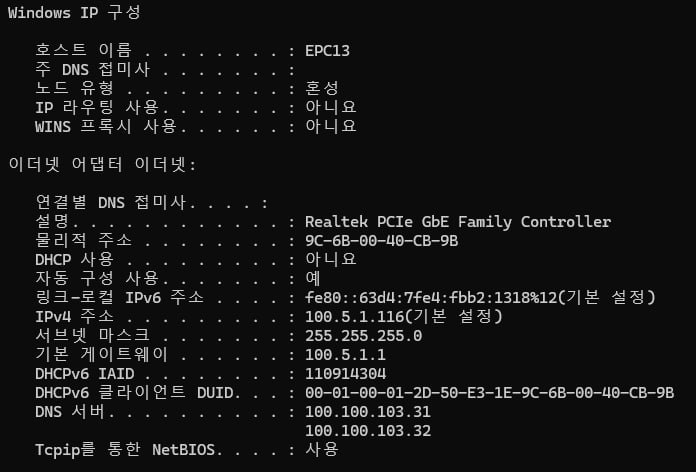 Windows IP 구성
호스트 이름 . . . . . . . . : EPC13
주 DNS 접미사 . . . . . . . :
노드 유형 . . . . . . . . . : 혼성
IP 라우팅 사용. . . . . . . : 아니요
WINS 프록시 사용. . . . . . : 아니요
이더넷 어댑터 이더넷:
연결별 DNS 접미사. . . . :
설명. . . . . . . . . . . . : Realtek PCIe GbE Family Controller
물리적 주소 . . . . . . . . : 9C-6B-00-40-CB-9B
DHCP 사용 . . . . . . . . . : 아니요
자동 구성 사용. . . . . . . : 예
링크-로컬 IPv6 주소 . . . . : fe80::63d4:7fe4:fbb2:1318%12(기본 설정)
IPv4 주소 . . . . . . . . . : 100.5.1.116(기본 설정)
서브넷 마스크 . . . . . . . : 255.255.255.0
기본 게이트웨이 . . . . . . : 100.5.1.1
DHCPv6 IAID . . . . . . . . : 110914304
DHCPv6 클라이언트 DUID. . . : 00-01-00-01-2D-50-E3-1E-9C-6B-00-40-CB-9B
DNS 서버. . . . . . . . . . : 100.100.103.31
100.100.103.32
Tcpip를 통한 NetBIOS. . . . : 사용